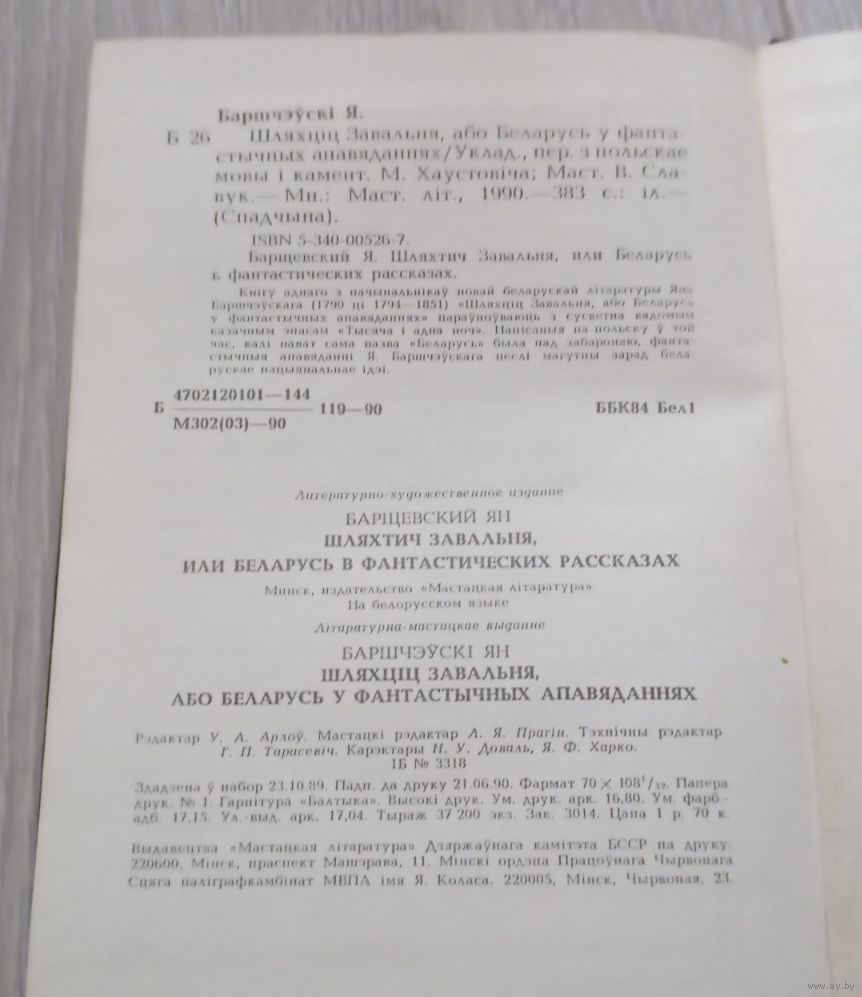 Баршчэўскі Я.
Б 26 Шляхціц Завальня, або Беларусь у фанта-
стычных апавяданнях/Уклад., пер. з польскае
мовы і камент. М. Хаустовіча; Маст. В. Сла-
вук.— Мн.: Маст. літ., 1990.—383 с.: іл.—
(Спадчына).
ISBN 5-340-00526-7.
Барщевский Я. Шляхтич Завальня, или Беларусь
в фантастических рассказах.
Кнігу аднаго з пачынальнікаў новай беларускай літаратуры Яна
Баршчэўскага (1790 ці 1794—1851) «Шляхціц Завальня, або Беларусь
у фантастычных апавяданнях» параўноўваюць з сусветна вядомым
казачным эпасам «Тысяча і адна ноч». Напісаныя на польску ў той
час, калі нават сама назва «Беларусь» была пад забаронаю, фанта-
стычныя апавяданні Я. Баршчэўскага неслі магутны зарад бела-
рускае нацыянальнае ідэі.
Б 4702120101—144
М302(03)—90 119—90 ББК84 Бел1
Литературно-художественное издание
БАРЩЕВСКИЙ ЯН
ШЛЯХТИЧ ЗАВАЛЬНЯ,
ИЛИ БЕЛАРУСЬ В ФАНТАСТИЧЕСКИХ РАССКАЗАХ
Минск, издательство «Мастацкая літаратура»
На белорусском языке
Літаратурна-мастацкае выданне
БАРШЧЭЎСКІ ЯН
ШЛЯХЦІЦ ЗАВАЛЬНЯ,
АБО БЕЛАРУСЬ У ФАНТАСТЫЧНЫХ АПАВЯДАННЯХ
Рэдактар У. А. Арлоў. Мастацкі рэдактар Л. Я. Прагін. Тэхнічны рэдактар
Г. П. Тарасевіч. Карэктары Н. У. Доваль, Я. Ф. Харко.
ІБ № 3318
Здадзена ў набор 23.10.89. Падп. да друку 21.06.90. Фармат 70 × 108¹/₃₂. Папера
друк. № 1. Гарнітура «Балтыка». Высокі друк. Ум. друк. арк. 16,80. Ум. фарб.-
адб. 17,15. Ул.-выд. арк. 17,04. Тыраж 37 200 экз. Зак. 3014. Цана 1 р. 70 к.
Выдавецтва «Мастацкая літаратура» Дзяржаўнага камітэта БССР па друку.
220600, Мінск, праспект Машэрава, 11. Мінскі ордэна Працоўнага Чырвонага
Сцяга паліграфкамбінат МВПА імя Я. Коласа. 220005, Мінск, Чырвоная, 23.
www.ay.by